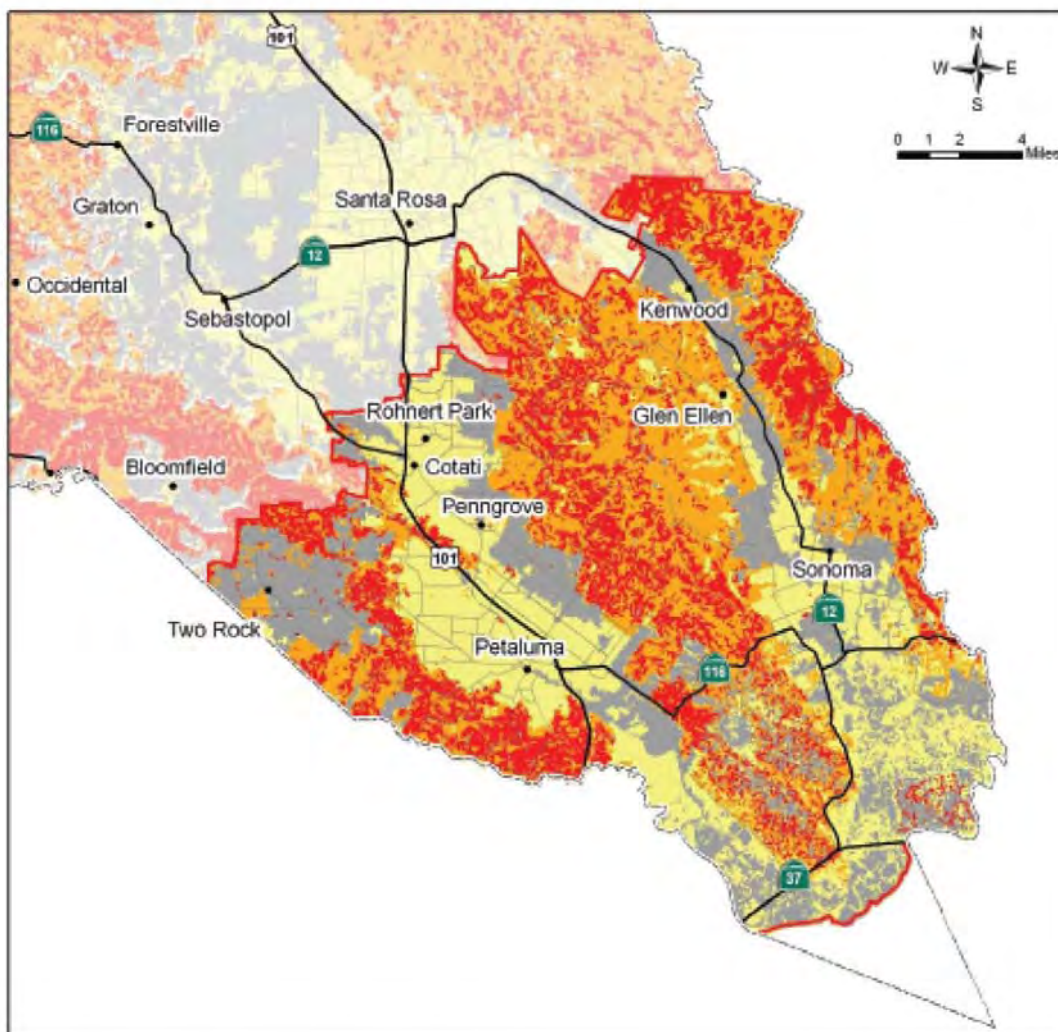 101
N
W E
S
116
Forestville
0 1 2 4
Miles
Graton
Santa Rosa
12
Occidental
Sebastopol
Kenwood
Rohnert Park
Glen Ellen
Cotati
Bloomfield
Penngrove
101
Sonoma
12
Two Rock
Petaluma
116
37